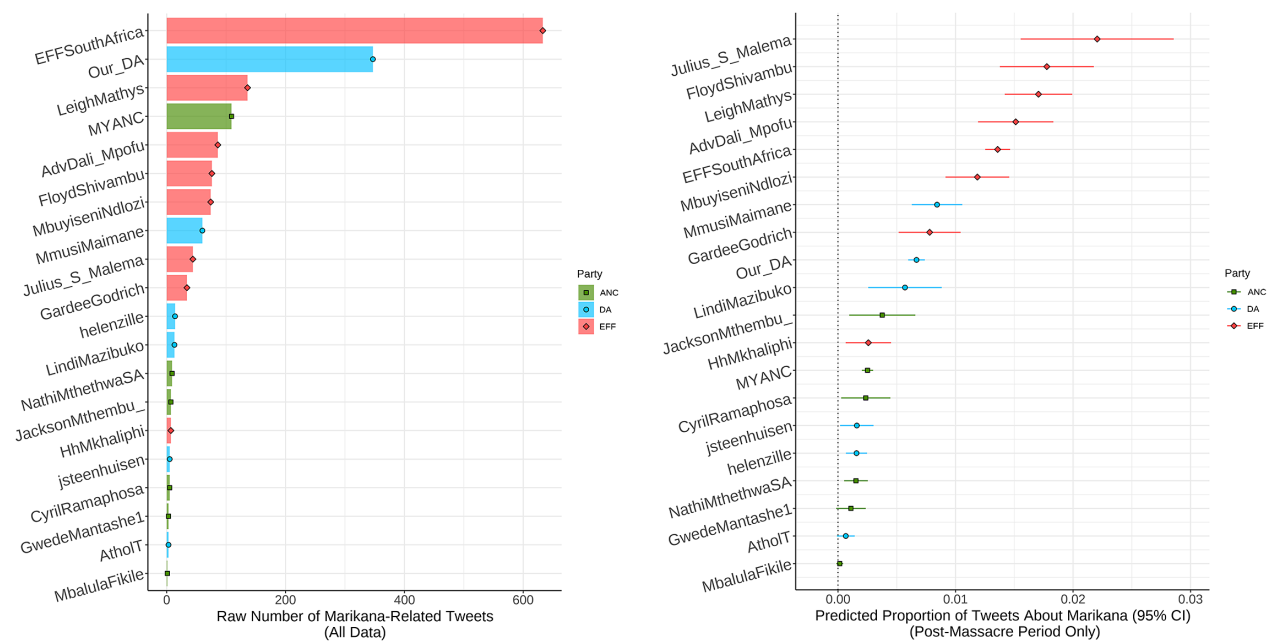 EFFSouthAfrica
Our_DA
LeighMathys
MYANC
AdvDali_Mpofu
FloydShivambu
MbuyiseniNdlozi
MmusiMaimane
Julius_S_Malema
GardeeGodrich
helenzille
LindiMazibuko
NathiMthethwaSA
JacksonMthembu_
HhMkhaliphi
jsteenhuisen
CyrilRamaphosa
GwedeMantashe1
AtholT
MbalulaFikile
0 200 400 600
Raw Number of Marikana-Related Tweets
(All Data)
Party
ANC
DA
EFF
Julius_S_Malema
FloydShivambu
LeighMathys
AdvDali_Mpofu
EFFSouthAfrica
MbuyiseniNdlozi
MmusiMaimane
GardeeGodrich
Our_DA
LindiMazibuko
JacksonMthembu_
HhMkhaliphi
MYANC
CyrilRamaphosa
jsteenhuisen
helenzille
NathiMthethwaSA
GwedeMantashe1
AtholT
MbalulaFikile
0.00 0.01 0.02 0.03
Predicted Proportion of Tweets About Marikana (95% CI)
(Post-Massacre Period Only)
Party
ANC
DA
EFF